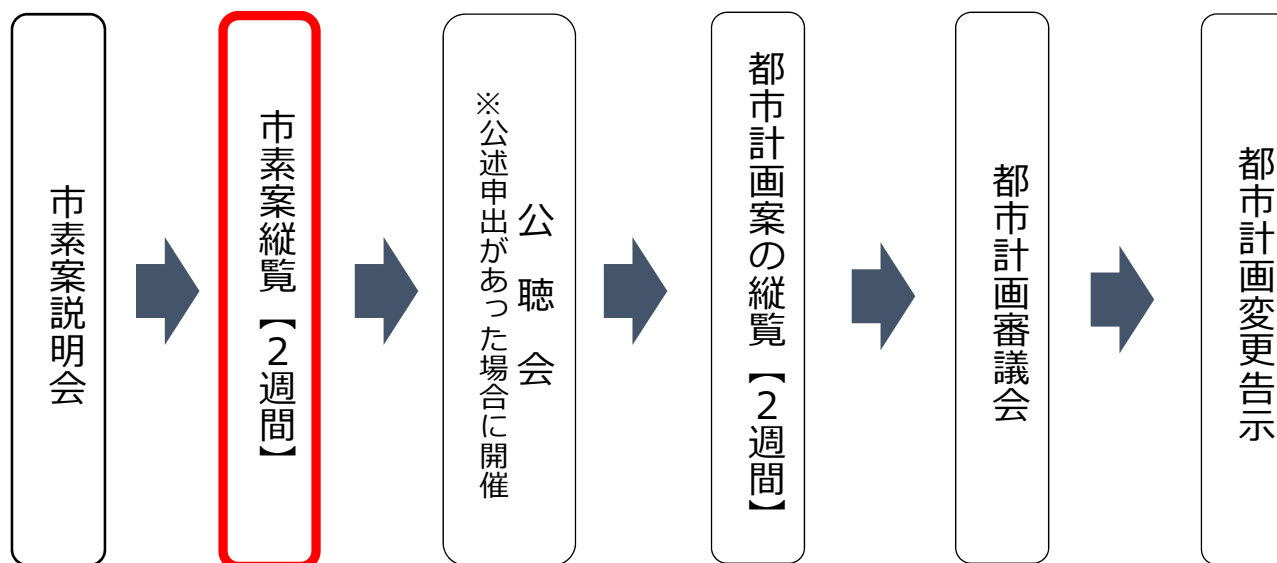 市素案説明会
市素案縦覧【2週間】
公聴会
※公述申出があった場合に開催
都市計画案の縦覧【2週間】
都市計画審議会
都市計画変更告示